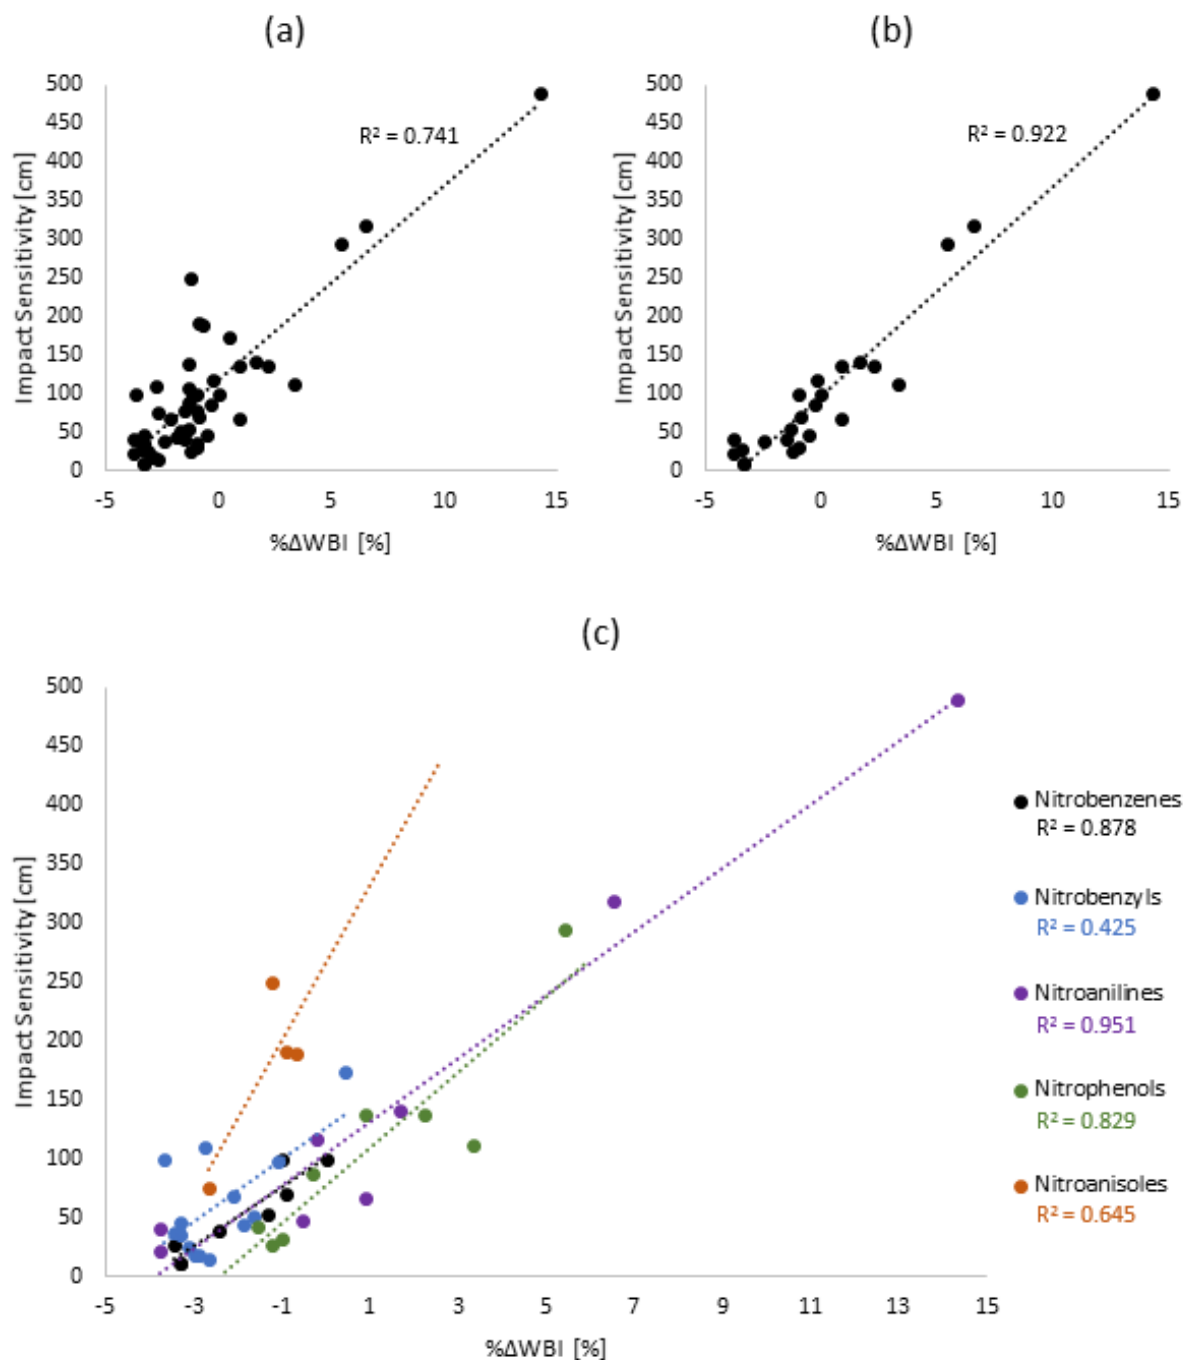 (a)
(b)
500
450
400
350
300
250
200
150
100
50
0
Impact Sensitivity [cm]
R² = 0.741
-5
0
5
10
15
%ΔWBI [%]
500
450
400
350
300
250
200
150
100
50
0
Impact Sensitivity [cm]
R² = 0.922
-5
0
5
10
15
%ΔWBI [%]
(c)
500
450
400
350
300
250
200
150
100
50
0
Impact Sensitivity [cm]
-5
-3
-1
1
3
5
7
9
11
13
15
%ΔWBI [%]
Nitrobenzenes
R² = 0.878
Nitrobenzyls
R² = 0.425
Nitroanilines
R² = 0.951
Nitrophenols
R² = 0.829
Nitroanisoles
R² = 0.645